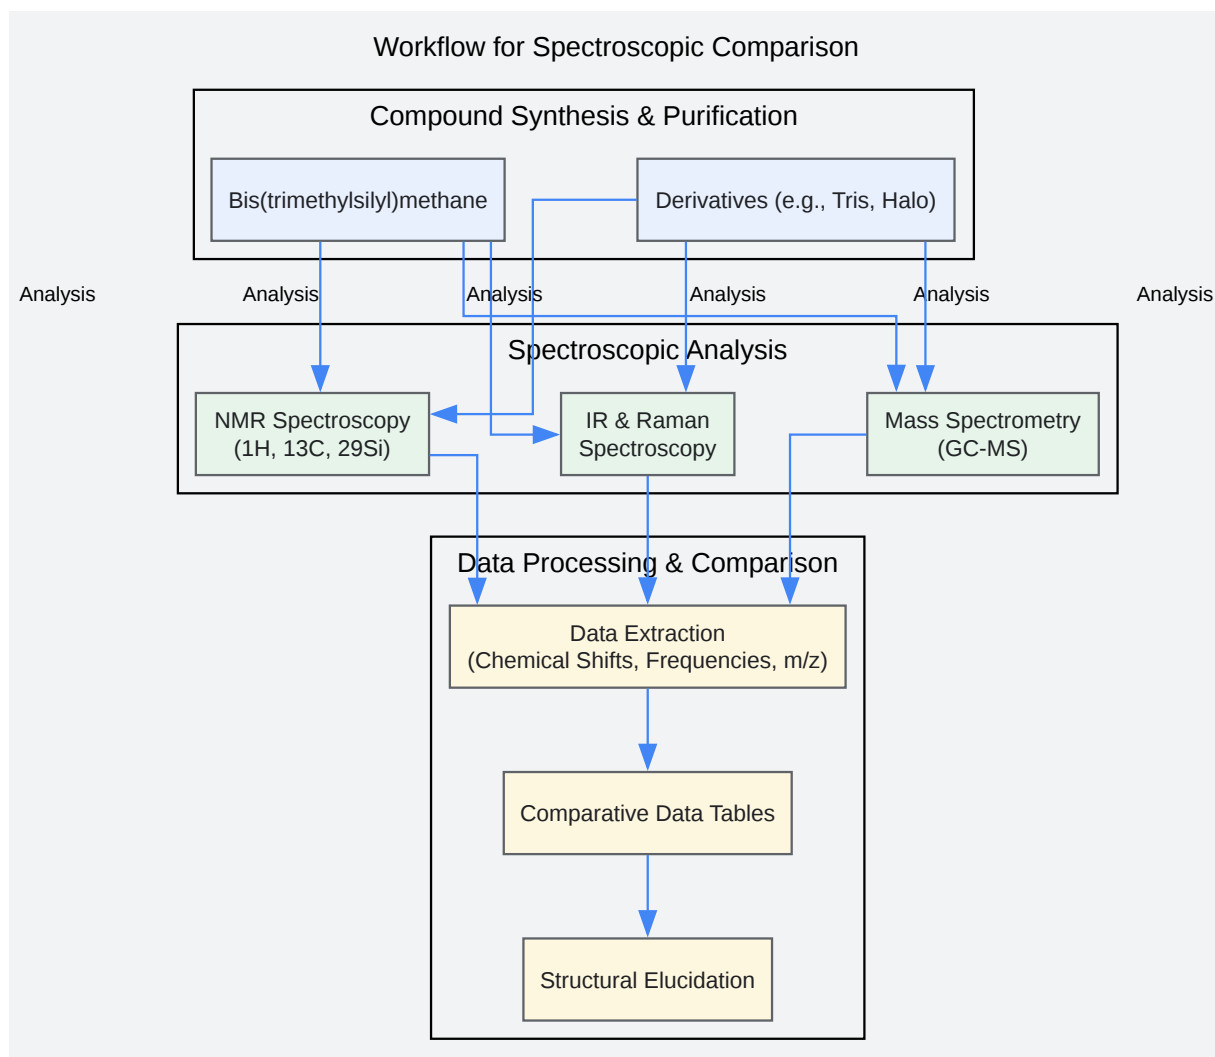 Workflow for Spectroscopic Comparison
Compound Synthesis & Purification
Bis(trimethylsilyl)methane
Derivatives (e.g., Tris, Halo)
Analysis
Analysis
Analysis
Analysis
Analysis
Analysis
Spectroscopic Analysis
NMR Spectroscopy
(1H, 13C, 29Si)
IR & Raman
Spectroscopy
Mass Spectrometry
(GC-MS)
Data Processing & Comparison
Data Extraction
(Chemical Shifts, Frequencies, m/z)
Comparative Data Tables
Structural Elucidation